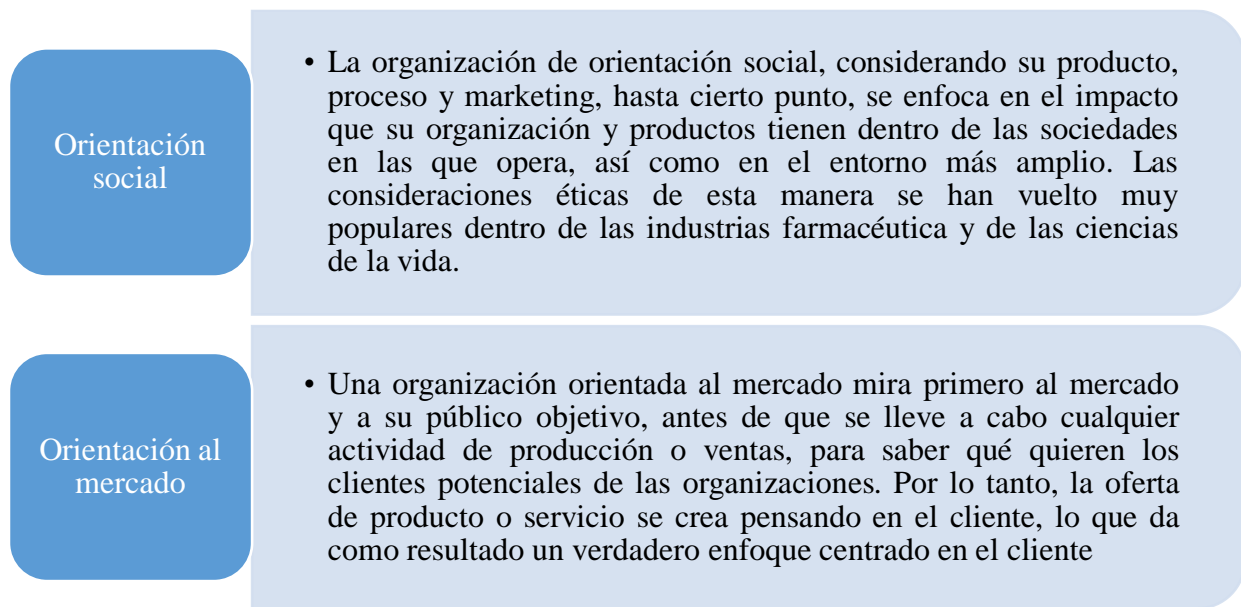 Orientación
social
• La organización de orientación social, considerando su producto,
proceso y marketing, hasta cierto punto, se enfoca en el impacto
que su organización y productos tienen dentro de las sociedades
en las que opera, así como en el entorno más amplio. Las
consideraciones éticas de esta manera se han vuelto muy
populares dentro de las industrias farmacéutica y de las ciencias
de la vida.
Orientación al
mercado
• Una organización orientada al mercado mira primero al mercado
y a su público objetivo, antes de que se lleve a cabo cualquier
actividad de producción o ventas, para saber qué quieren los
clientes potenciales de las organizaciones. Por lo tanto, la oferta
de producto o servicio se crea pensando en el cliente, lo que da
como resultado un verdadero enfoque centrado en el cliente